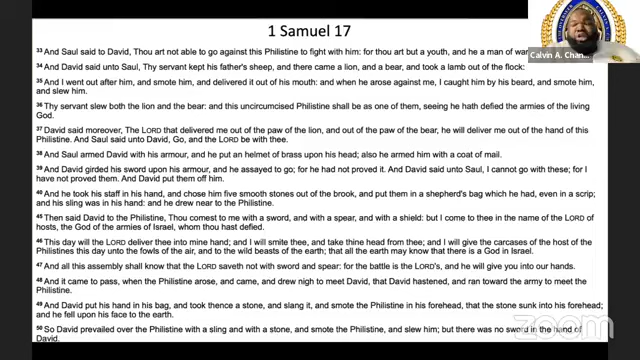 1 Samuel 17
33 And Saul said to David, Thou art not able to go against this Philistine to fight with him: for thou art but a youth, and he a man of war
34 And David said unto Saul, Thy servant kept his father's sheep, and there came a lion, and a bear, and took a lamb out of the flock:
Calvin A. Chan...
35 And I went out after him, and smote him, and delivered it out of his mouth: and when he arose against me, I caught him by his beard, and smote him,
and slew him.
36 Thy servant slew both the lion and the bear: and this uncircumcised Philistine shall be as one of them, seeing he hath defied the armies of the living
God.
37 David said moreover, The LORD that delivered me out of the paw of the lion, and out of the paw of the bear, he will deliver me out of the hand of this
Philistine. And Saul said unto David, Go, and the LORD be with thee.
38 And Saul armed David with his armour, and he put an helmet of brass upon his head; also he armed him with a coat of mail.
39 And David girded his sword upon his armour, and he assayed to go; for he had not proved it. And David said unto Saul, I cannot go with these; for I
have not proved them. And David put them off him.
40 And he took his staff in his hand, and chose him five smooth stones out of the brook, and put them in a shepherd's bag which he had, even in a scrip;
and his sling was in his hand: and he drew near to the Philistine.
45 Then said David to the Philistine, Thou comest to me with a sword, and with a spear, and with a shield: but I come to thee in the name of the LORD of
hosts, the God of the armies of Israel, whom thou hast defied.
46 This day will the LORD deliver thee into mine hand; and I will smite thee, and take thine head from thee; and I will give the carcases of the host of the
Philistines this day unto the fowls of the air, and to the wild beasts of the earth; that all the earth may know that there is a God in Israel.
47 And all this assembly shall know that the LORD saveth not with sword and spear: for the battle is the LORD's, and he will give you into our hands.
48 And it came to pass, when the Philistine arose, and came, and drew nigh to meet David, that David hastened, and ran toward the army to meet the
Philistine.
49 And David put his hand in his bag, and took thence a stone, and slang it, and smote the Philistine in his forehead, that the stone sunk into his forehead;
and he fell upon his face to the earth.
50 So David prevailed over the Philistine with a sling and with a stone, and smote the Philistine, and slew him; but there was no sword in the hand of
David.
zoom